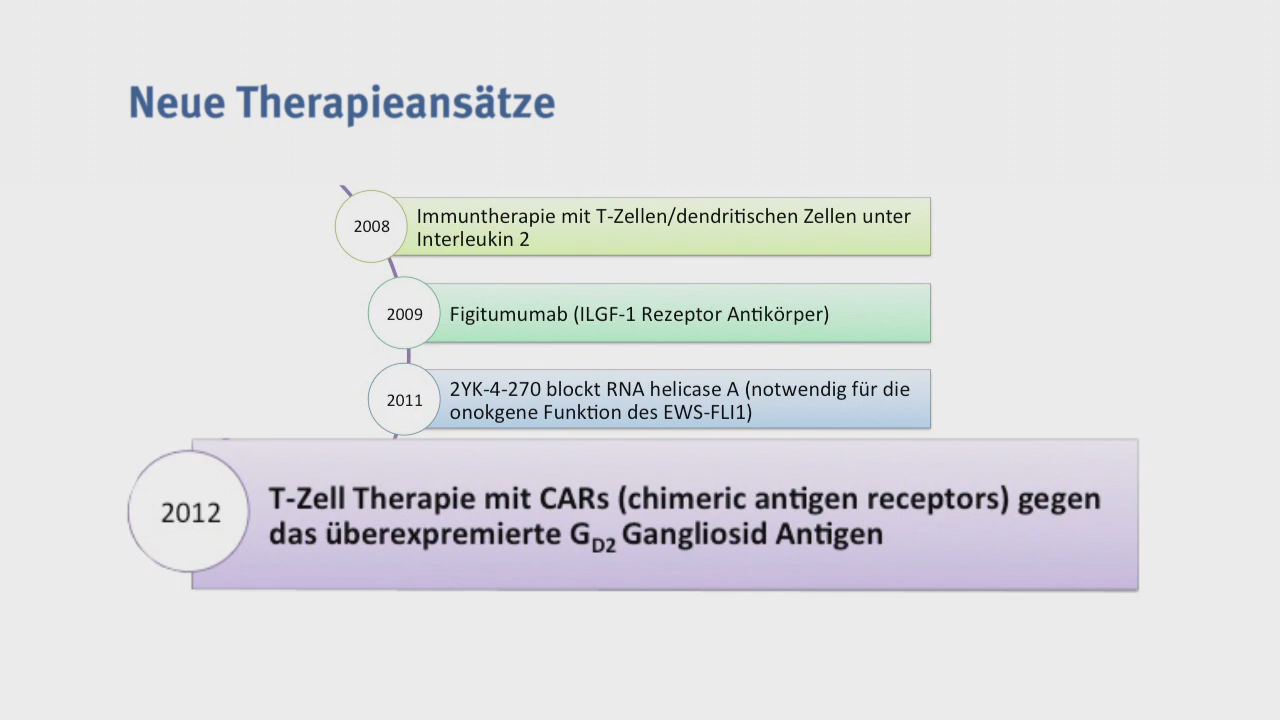 Neue Therapieansätze
2008
Immuntherapie mit T-Zellen/dendritischen Zellen unter
Interleukin 2
2009
Figitumumab (ILGF-1 Rezeptor Antikörper)
2011
2YK-4-270 blockt RNA helicase A (notwendig für die
onokgene Funktion des EWS-FLI1)
2012
T-Zell Therapie mit CARs (chimeric antigen receptors) gegen
das überexpremierte GD2 Gangliosid Antigen